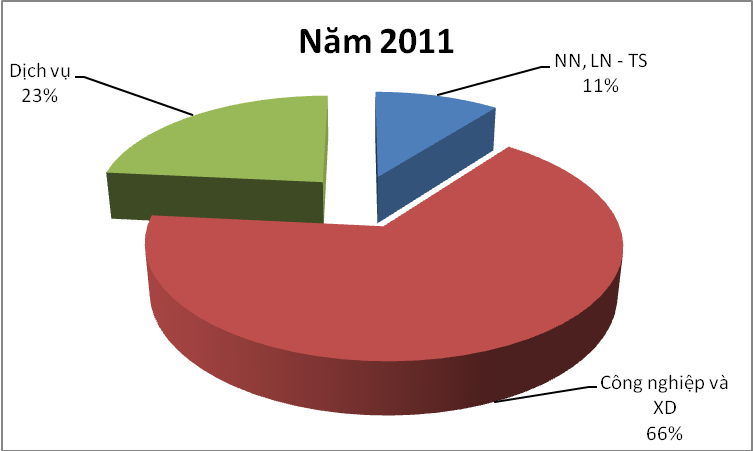 Năm 2011
Dịch vụ
23%
NN, LN - TS
11%
Công nghiệp và
XD
66%